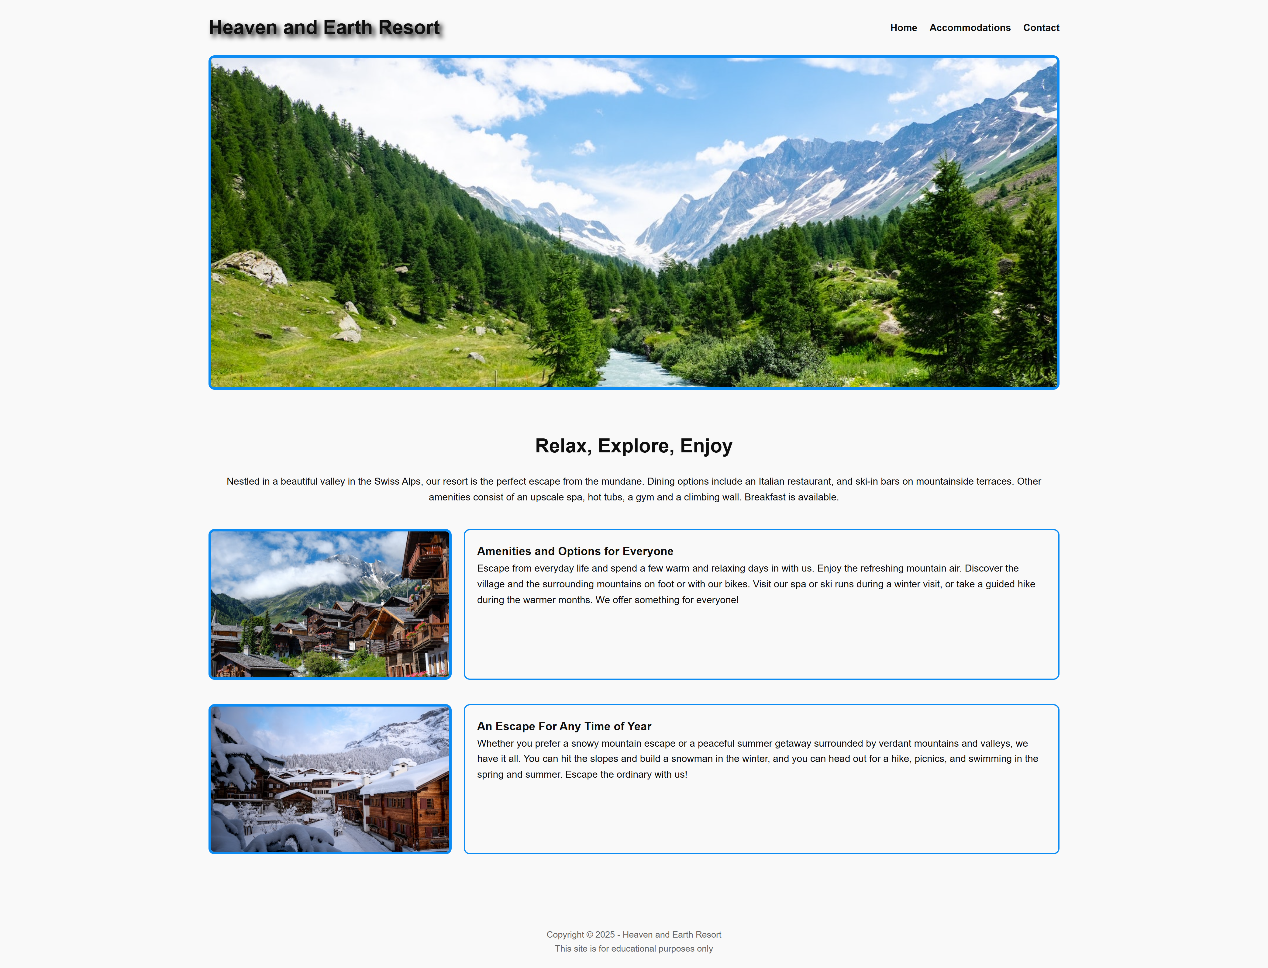 Heaven and Earth Resort
Home Accommodations Contact
Relax, Explore, Enjoy
Nestled in a beautiful valley in the Swiss Alps, our resort is the perfect escape from the mundane. Dining options include an Italian restaurant, and ski-in bars on mountainside terraces. Other
amenities consist of an upscale spa, hot tubs, a gym and a climbing wall. Breakfast is available.
Amenities and Options for Everyone
Escape from everyday life and spend a few warm and relaxing days in with us. Enjoy the refreshing mountain air. Discover the
village and the surrounding mountains on foot or with our bikes. Visit our spa or ski runs during a winter visit, or take a guided hike
during the warmer months. We offer something for everyone!
An Escape For Any Time of Year
Whether you prefer a snowy mountain escape or a peaceful summer getaway surrounded by verdant mountains and valleys, we
have it all. You can hit the slopes and build a snowman in the winter, and you can head out for a hike, picnics, and swimming in the
spring and summer. Escape the ordinary with us!
Copyright © 2025 - Heaven and Earth Resort
This site is for educational purposes only